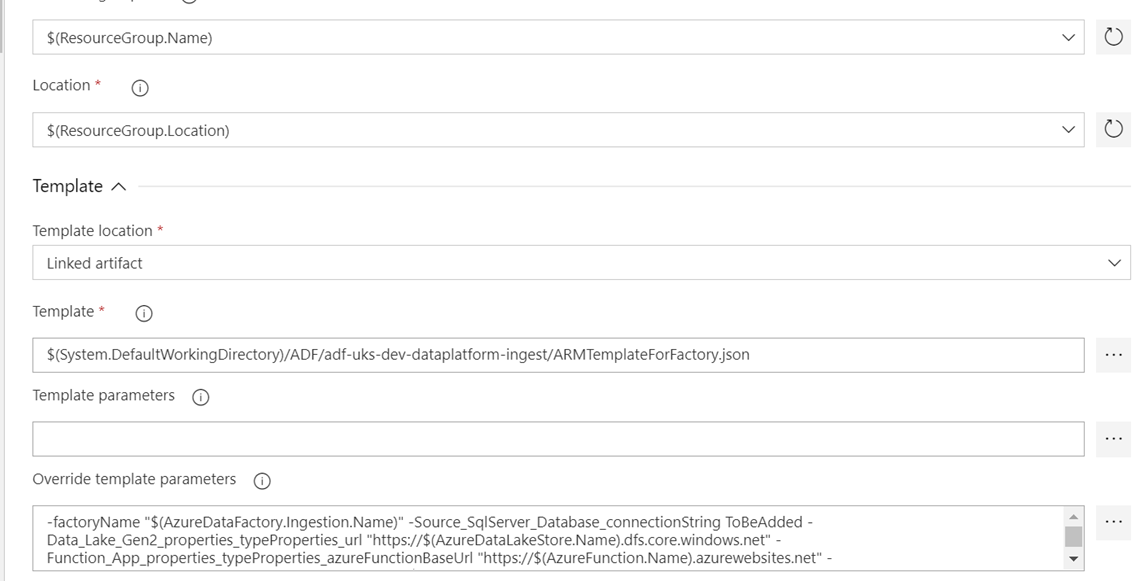 $(ResourceGroup.Name)
Location *
$(ResourceGroup.Location)
Template
Template location *
Linked artifact
Template *
$(System.DefaultWorkingDirectory)/ADF/adf-uks-dev-dataplatform-ingest/ARMTemplateForFactory.json
Template parameters
Override template parameters
-factoryName "$(AzureDataFactory.Ingestion.Name)" -Source_SqlServer_Database_connectionString ToBeAdded -
Data_Lake_Gen2_properties_typeProperties_url "https://$(AzureDataLakeStore.Name).dfs.core.windows.net" -
Function_App_properties_typeProperties_azureFunctionBaseUrl "https://$(AzureFunction.Name).azurewebsites.net" -